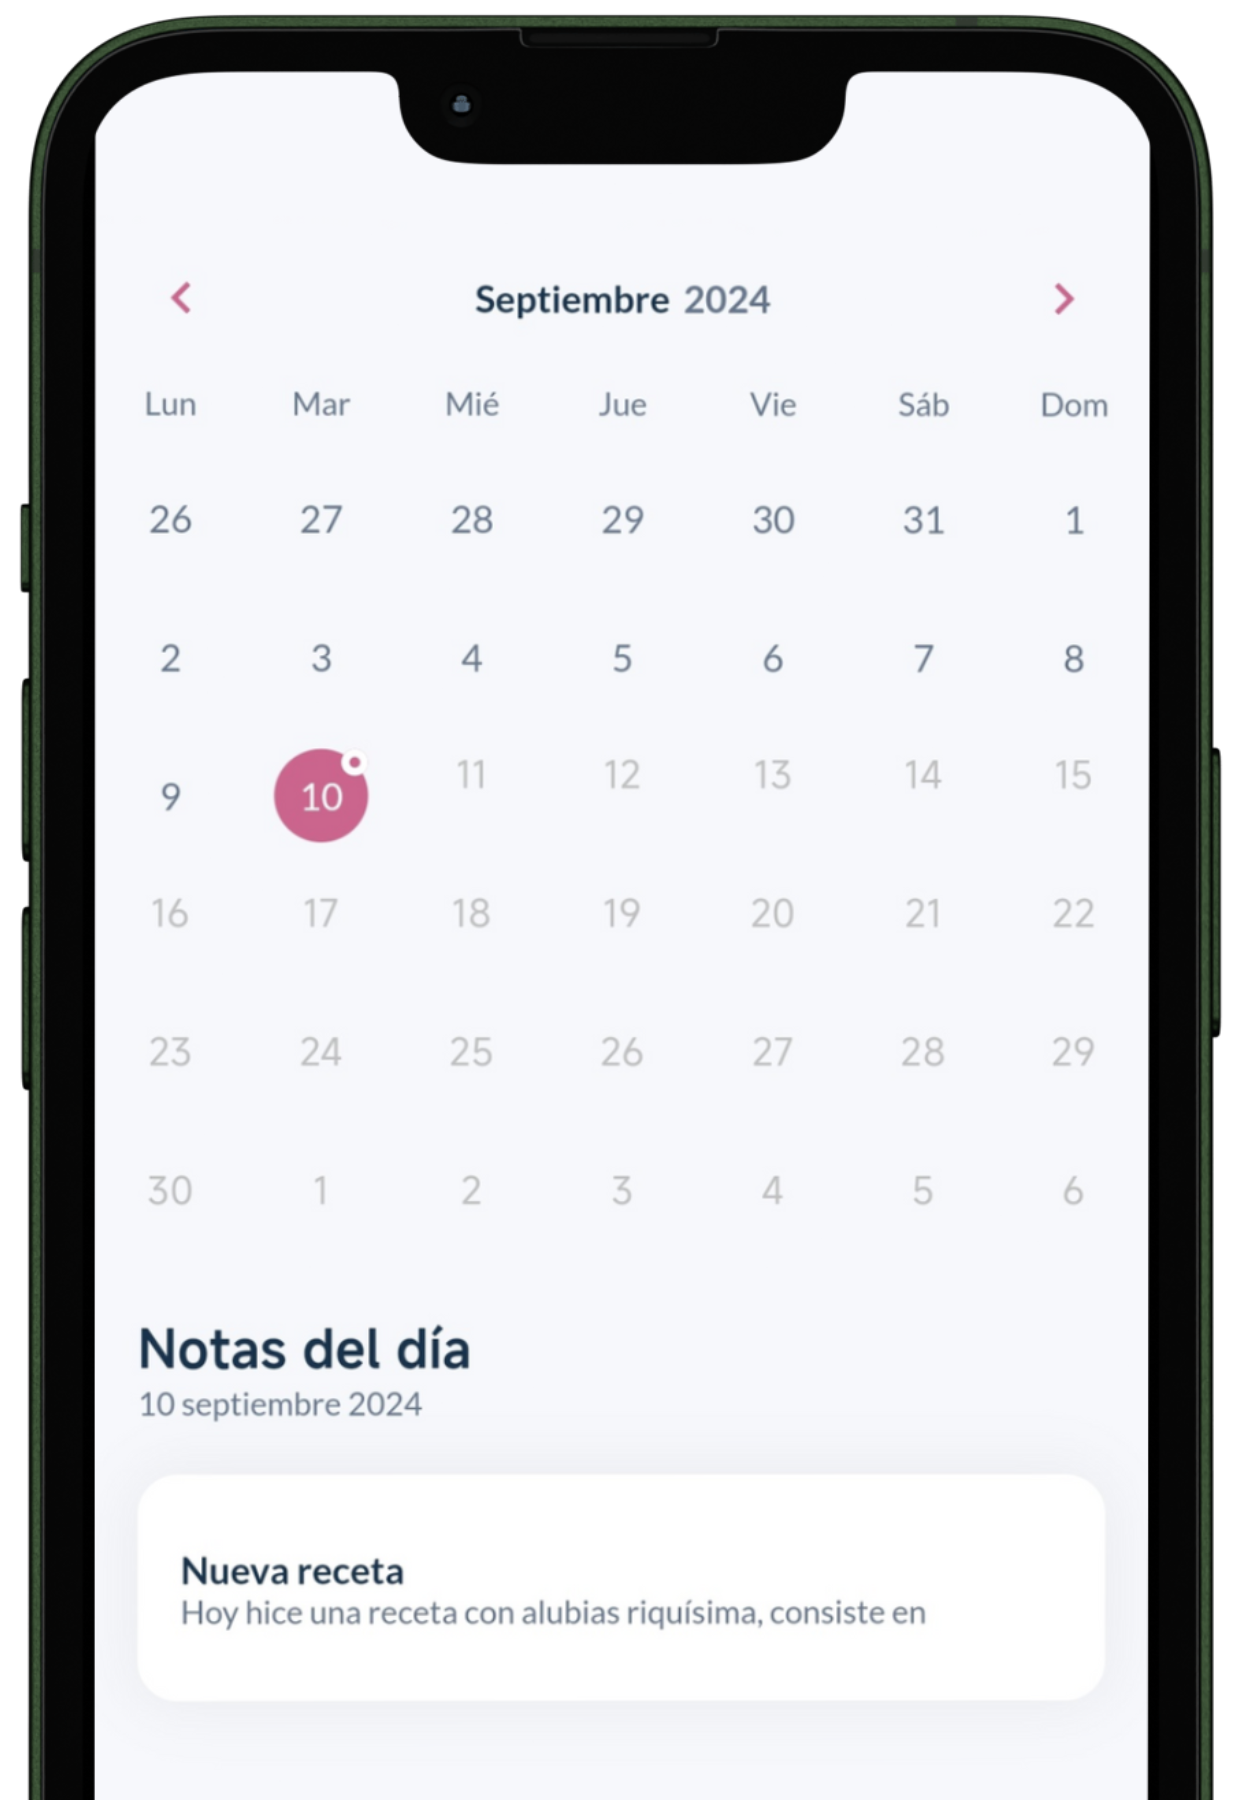 Septiembre 2024
Lun Mar Mié Jue Vie Sáb Dom
26 27 28 29 30 31 1
2 3 4 5 6 7 8
9 10 11 12 13 14 15
16 17 18 19 20 21 22
23 24 25 26 27 28 29
30 1 2 3 4 5 6
Notas del día
10 septiembre 2024
Nueva receta
Hoy hice una receta con alubias riquísima, consiste en